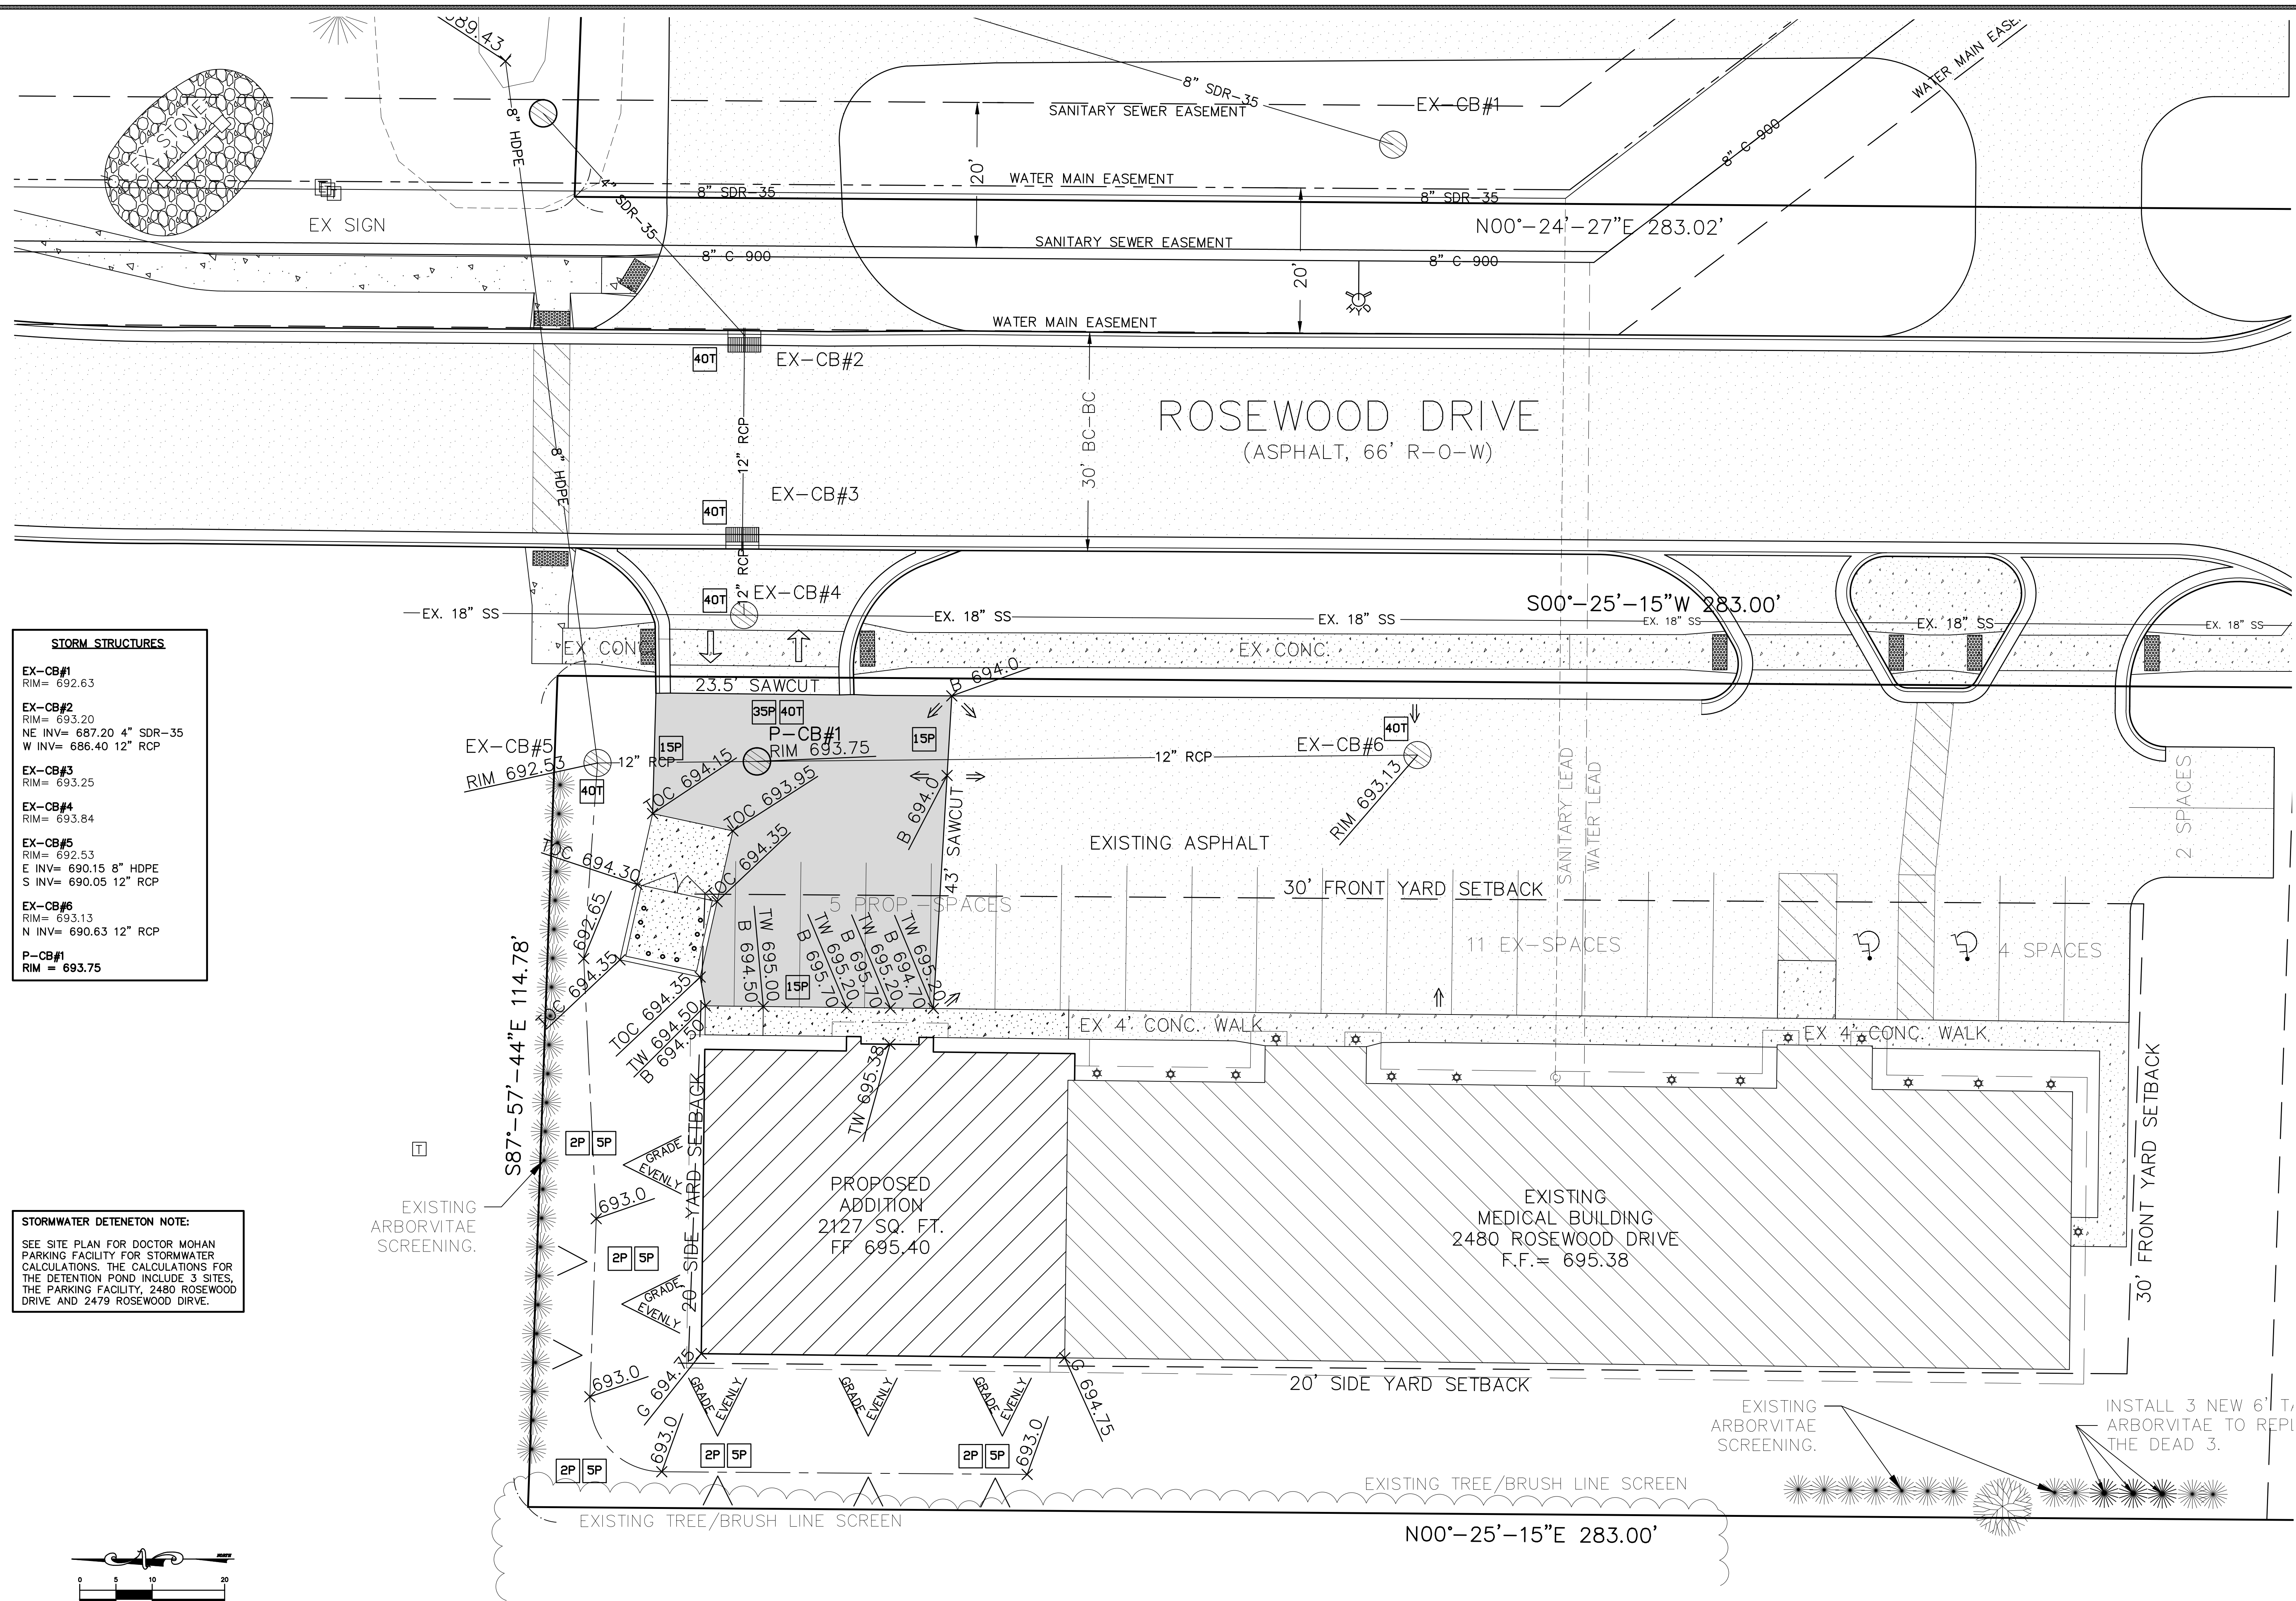 689.43
8" HDPE
EX STONE
8" SDR-35
EX-CB#1
SANITARY SEWER EASEMENT
WATER MAIN EASE
8" C-900
20'
WATER MAIN EASEMENT
4" SDR-35
8" SDR-35
8" SDR-35
EX SIGN
N00°-24'-27"E 283.02'
SANITARY SEWER EASEMENT
8" C-900
8" C-900
20'
HYD
WATER MAIN EASEMENT
40T
EX-CB#2
ROSEWOOD DRIVE
(ASPHALT, 66' R-O-W)
30' BC-BC
12" RCP
8" HDPE
EX-CB#3
40T
12" RCP
40T
EX-CB#4
EX. 18" SS
EX. 18" SS
EX. 18" SS
S00°-25'-15"W 283.00'
EX. 18" SS
EX. 18" SS
EX. 18" SS
EX CONC.
EX CONC.
23.5' SAWCUT
B 694.0
STORM STRUCTURES
EX-CB#1
RIM= 692.63
EX-CB#2
RIM= 693.20
NE INV= 687.20 4" SDR-35
W INV= 686.40 12" RCP
EX-CB#3
RIM= 693.25
EX-CB#4
RIM= 693.84
EX-CB#5
RIM= 692.53
E INV= 690.15 8" HDPE
S INV= 690.05 12" RCP
EX-CB#6
RIM= 693.13
N INV= 690.63 12" RCP
P-CB#1
RIM = 693.75
35P 40T
P-CB#1
RIM 693.75
15P
15P
EX-CB#5
RIM 692.53
12" RCP
40T
12" RCP
EX-CB#6
40T
RIM 693.13
TOC 694.15
TOC 693.95
TOC 694.35
TOC 694.30
B 694.0
43' SAWCUT
EXISTING ASPHALT
SANITARY LEAD
WATER LEAD
2 SPACES
30' FRONT YARD SETBACK
5 PROP.-SPACES
11 EX-SPACES
4 SPACES
692.65
TOC 694.35
TOC 694.35
TW 694.50
B 694.50
TW 695.00
B 694.50
TW 695.20
B 695.70
TW 695.20
B 695.70
TW 695.20
B 694.70
15P
EX 4' CONC. WALK
EX 4' CONC. WALK
TW 695.38
S87°-57'-44"E 114.78'
T
2P 5P
GRADE
EVENLY
20' SIDE YARD SETBACK
PROPOSED
ADDITION
2127 SQ. FT.
FF 695.40
EXISTING
MEDICAL BUILDING
2480 ROSEWOOD DRIVE
F.F.= 695.38
30' FRONT YARD SETBACK
EXISTING
ARBORVITAE
SCREENING.
693.0
2P 5P
GRADE
EVENLY
STORMWATER DETENETON NOTE:
SEE SITE PLAN FOR DOCTOR MOHAN
PARKING FACILITY FOR STORMWATER
CALCULATIONS. THE CALCULATIONS FOR
THE DETENTION POND INCLUDE 3 SITES,
THE PARKING FACILITY, 2480 ROSEWOOD
DRIVE AND 2479 ROSEWOOD DIRVE.
693.0
G 694.75
G 694.75
GRADE
EVENLY
GRADE
EVENLY
GRADE
EVENLY
20' SIDE YARD SETBACK
693.0
693.0
2P 5P
2P 5P
2P 5P
EXISTING
ARBORVITAE
SCREENING.
INSTALL 3 NEW 6' TA
ARBORVITAE TO REPL
THE DEAD 3.
EXISTING TREE/BRUSH LINE SCREEN
EXISTING TREE/BRUSH LINE SCREEN
N00°-25'-15"E 283.00'
NORTH
0 5 10 20